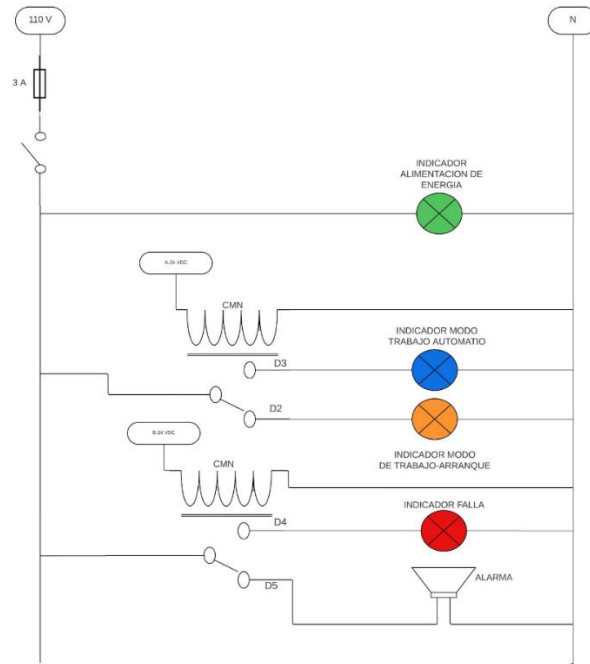 110 V
N
3 A
INDICADOR
ALIMENTACION DE
ENERGIA
A-24 VDC
CMN
INDICADOR MODO
TRABAJO AUTOMATIO
D3
D2
B-24 VDC
CMN
INDICADOR MODO
DE TRABAJO-ARRANQUE
INDICADOR FALLA
D4
D5
ALARMA